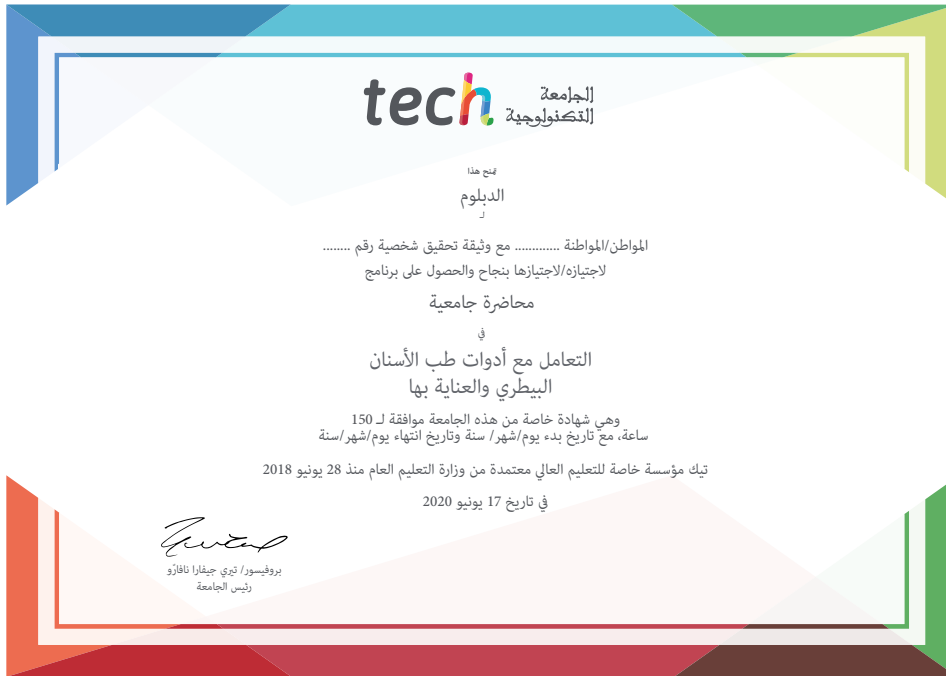 tech الجامعة
التكنولوجية
يُمنح هذا
الدبلوم
لـ
المواطن/المواطنة ............ مع وثيقة تحقيق شخصية رقم ........
لاجتيازه/لاجتيازها بنجاح والحصول على برنامج
محاضرة جامعية
في
التعامل مع أدوات طب الأسنان
البيطري والعناية بها
وهي شهادة خاصة من هذه الجامعة موافقة لـ 150
ساعة، مع تاريخ بدء يوم/شهر/ سنة وتاريخ انتهاء يوم/شهر/سنة
تيك مؤسسة خاصة للتعليم العالي معتمدة من وزارة التعليم العام منذ 28 يونيو 2018
في تاريخ 17 يونيو 2020
بروفيسور/ تيري جيفارا نافارّو
رئيس الجامعة